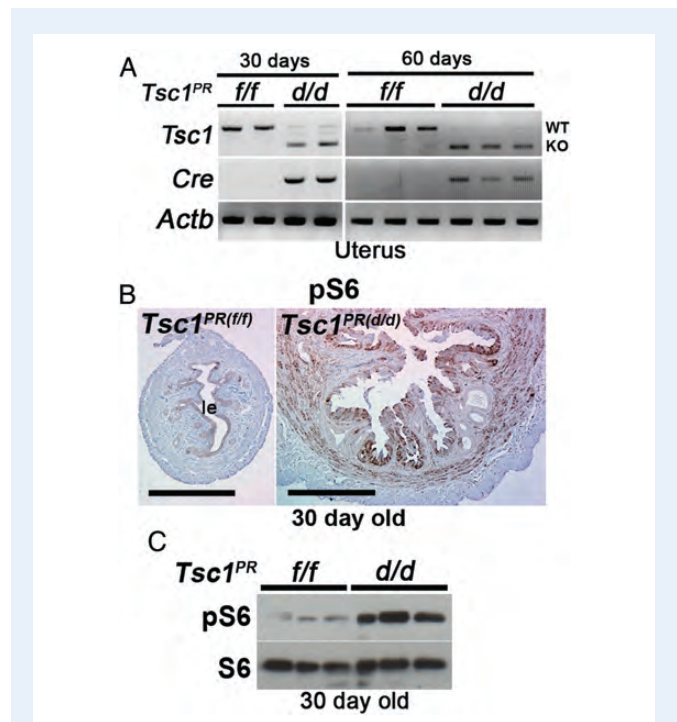 A
30 days
60 days
Tsc1PR
f/f
d/d
f/f
d/d
Tsc1
WT
KO
Cre
Actb
Uterus
B
pS6
Tsc1PR(f/f)
Tsc1PR(d/d)
le
30 day old
C
Tsc1PR
f/f
d/d
pS6
S6
30 day old